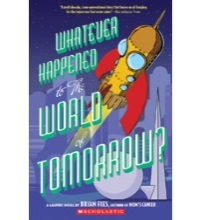 WHATEVER
HAPPENED
TO THE
WORLD
OF
TOMORROW?
A GRAPHIC NOVEL BY BRIAN FIES, AUTHOR OF MOM'S CANCER
SCHOLASTIC